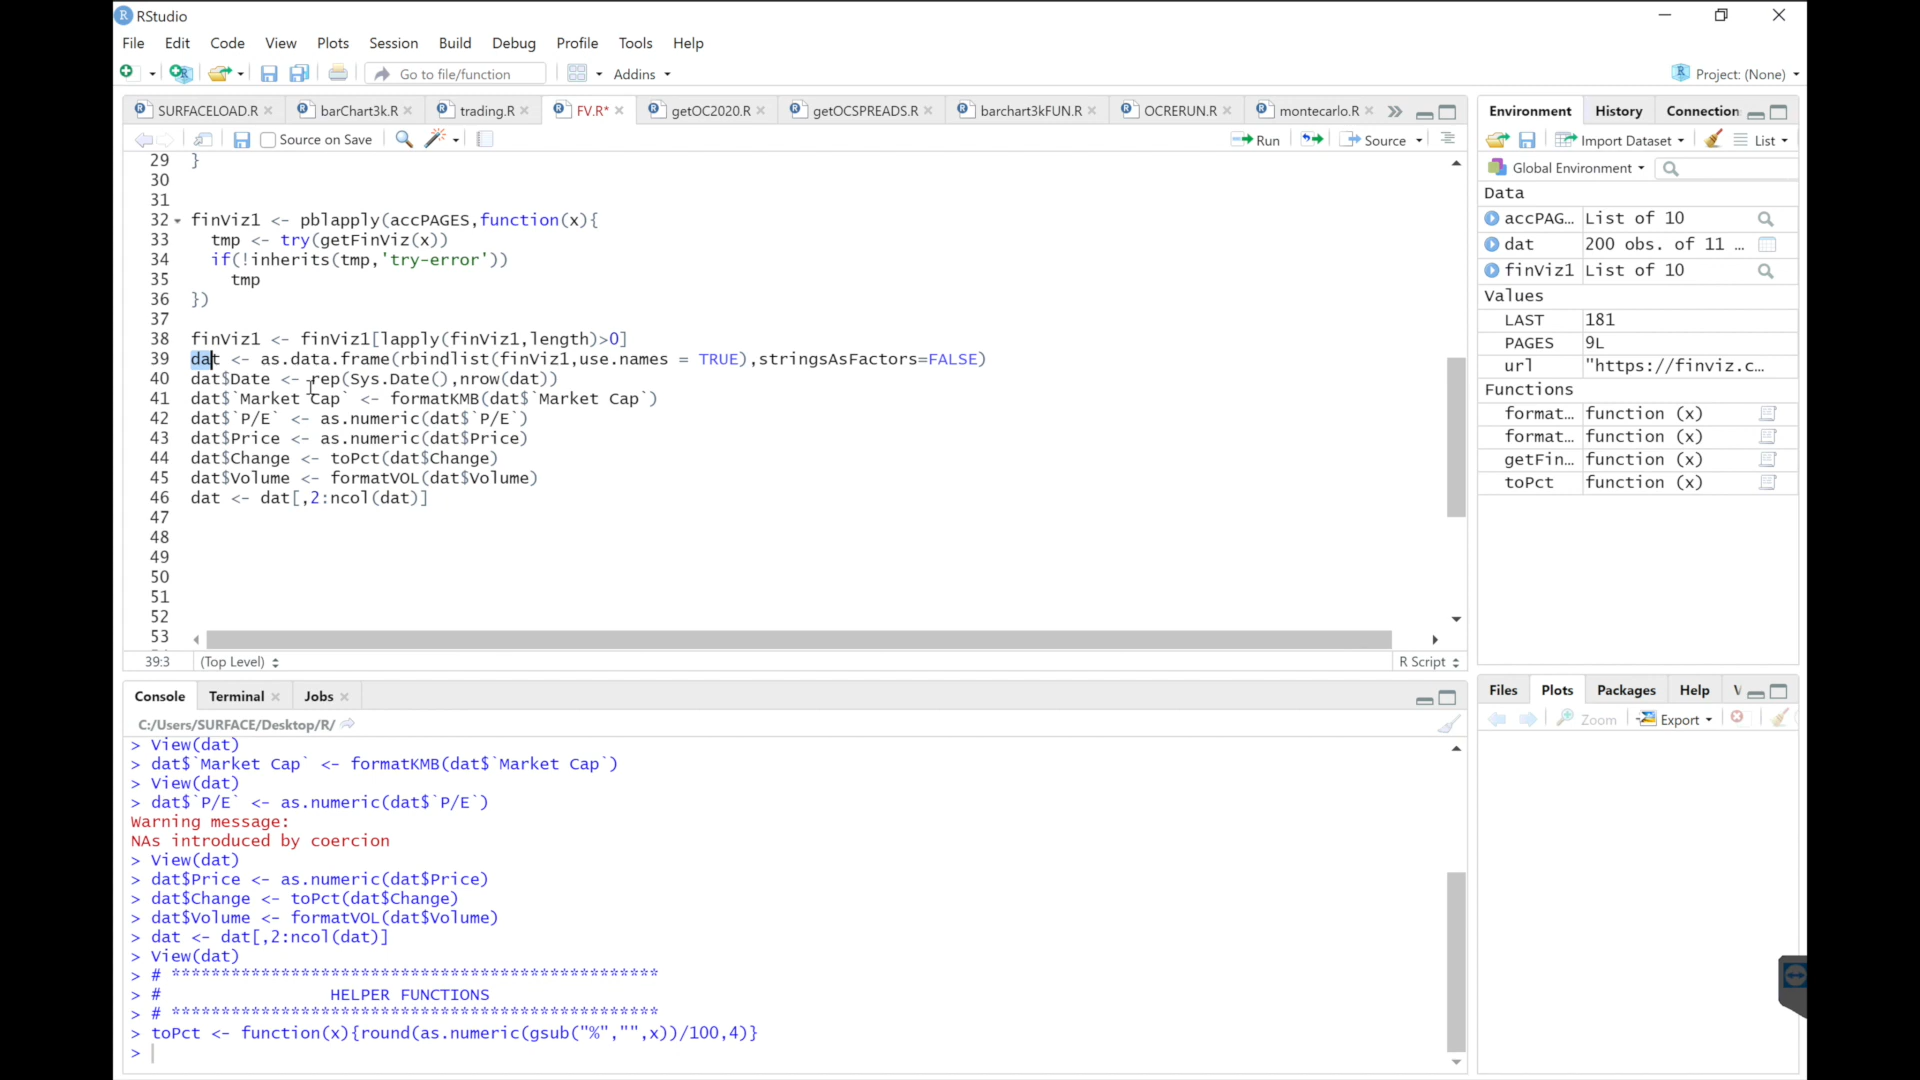 RStudio
File Edit Code View Plots Session Build Debug Profile Tools Help
Go to file/function Addins Project: (None)
SURFACELOAD.R barChart3k.R trading.R FV.R* getOC2020.R getOCSPREADS.R barchart3kFUN.R OCRERUN.R montecarlo.R
Source on Save Run Source
29 }
30
31
32 finViz1 <- pblapply(accPAGES,function(x){
33 tmp <- try(getFinViz(x))
34 if(!inherits(tmp,'try-error'))
35 tmp
36 })
37
38 finViz1 <- finViz1[lapply(finViz1,length)>0]
39 dat <- as.data.frame(rbindlist(finViz1,use.names = TRUE),stringsAsFactors=FALSE)
40 dat$Date <- rep(Sys.Date(),nrow(dat))
41 dat$`Market Cap` <- formatKMB(dat$`Market Cap`)
42 dat$`P/E` <- as.numeric(dat$`P/E`)
43 dat$Price <- as.numeric(dat$Price)
44 dat$Change <- toPct(dat$Change)
45 dat$Volume <- formatVOL(dat$Volume)
46 dat <- dat[,2:ncol(dat)]
47
48
49
50
51
52
53
39:3 (Top Level) R Script
Console Terminal Jobs
C:/Users/SURFACE/Desktop/R/
> View(dat)
> dat$`Market Cap` <- formatKMB(dat$`Market Cap`)
> View(dat)
> dat$`P/E` <- as.numeric(dat$`P/E`)
Warning message:
NAs introduced by coercion
> View(dat)
> dat$Price <- as.numeric(dat$Price)
> dat$Change <- toPct(dat$Change)
> dat$Volume <- formatVOL(dat$Volume)
> dat <- dat[,2:ncol(dat)]
> View(dat)
> # *************************************************
> # HELPER FUNCTIONS
> # *************************************************
> toPct <- function(x){round(as.numeric(gsub("%","",x))/100,4)}
>
Environment History Connection
Import Dataset List
Global Environment
Data
accPAG… List of 10
dat 200 obs. of 11 …
finViz1 List of 10
Values
LAST 181
PAGES 9L
url "https://finviz.c…
Functions
format… function (x)
format… function (x)
getFin… function (x)
toPct function (x)
Files Plots Packages Help V
Zoom Export